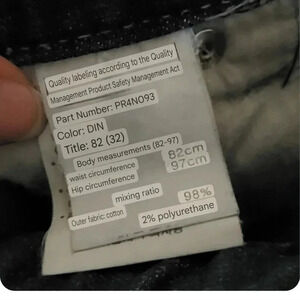 Quality labeling according to the Quality
Management Product Safety Management Act
Part Number: PR4NO93
Color: DIN
Title: 82 (32)
Body measurements (82-97)
waist circumference 82cm
Hip circumference 97cm
mixing ratio
Outer fabric: cotton 98%
2% polyurethane